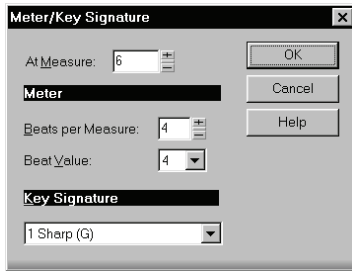 Meter/Key Signature
At Measure: 6
OK
Meter
Cancel
Beats per Measure: 4
Help
Beat Value: 4
Key Signature
1 Sharp (G)